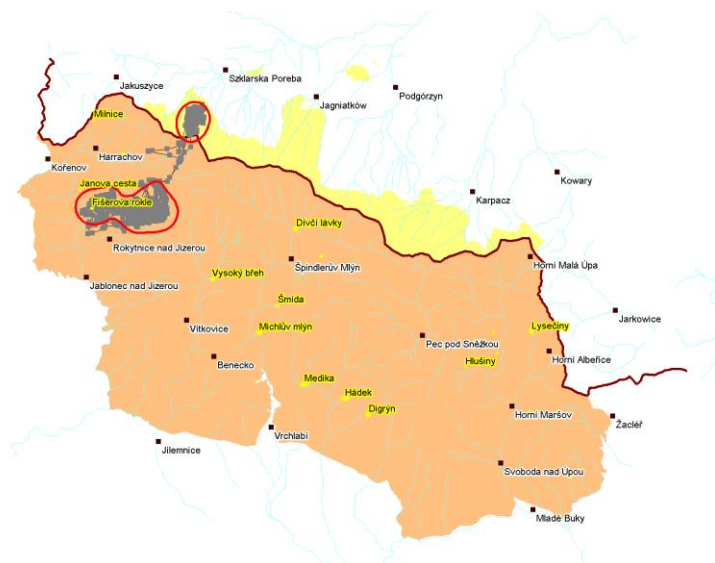 Szklarska Poreba
Jakuszyce
Podgórzyn
Jagniatków
Milnice
Harrachov
Kořenov
Kowary
Janova cesta
Karpacz
Fišerova rokle
Dívčí lávky
Rokytnice nad Jizerou
Horní Malá Úpa
Špindlerův Mlýn
Vysoký břeh
Jablonec nad Jizerou
Šmída
Jarkowice
Vítkovice
Michlův mlýn
Lysečiny
Pec pod Sněžkou
Horní Albeřice
Hlušiny
Benecko
Medika
Hádek
Digrýn
Horní Maršov
Žacléř
Vrchlabí
Jilemnice
Svoboda nad Úpou
Mladé Buky